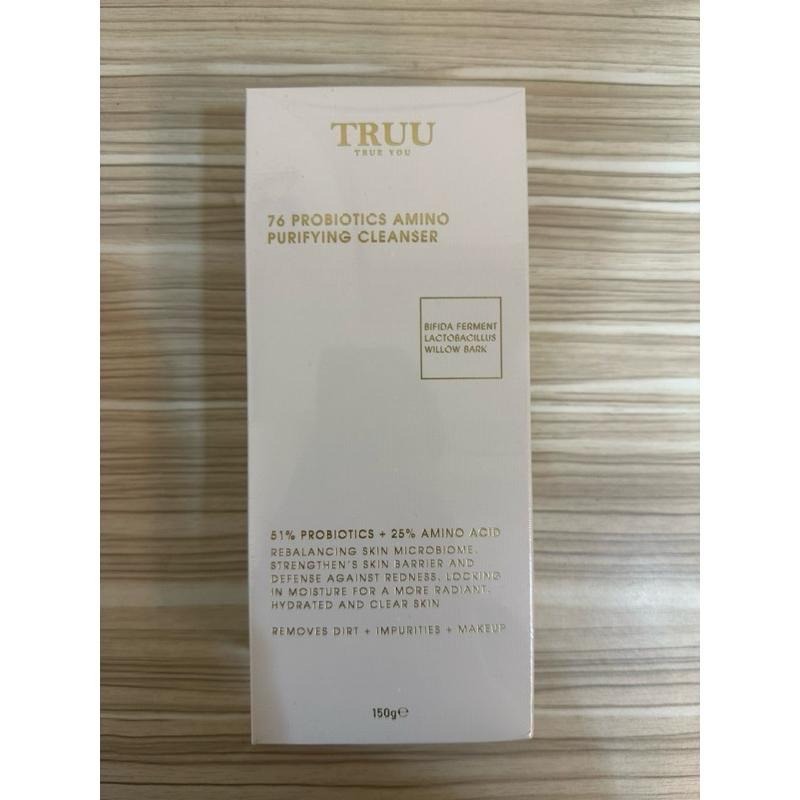 TRUU
TRUE YOU
76 PROBIOTICS AMINO
PURIFYING CLEANSER
BIFIDA FERMENT
LACTOBACILLUS
WILLOW BARK
51% PROBIOTICS + 25% AMINO ACID
REBALANCING SKIN MICROBIOME.
STRENGTHEN'S SKIN BARRIER AND
DEFENSE AGAINST REDNESS. LOCKING
IN MOISTURE FOR A MORE RADIANT,
HYDRATED AND CLEAR SKIN
REMOVES DIRT + IMPURITIES + MAKEUP
150g℮